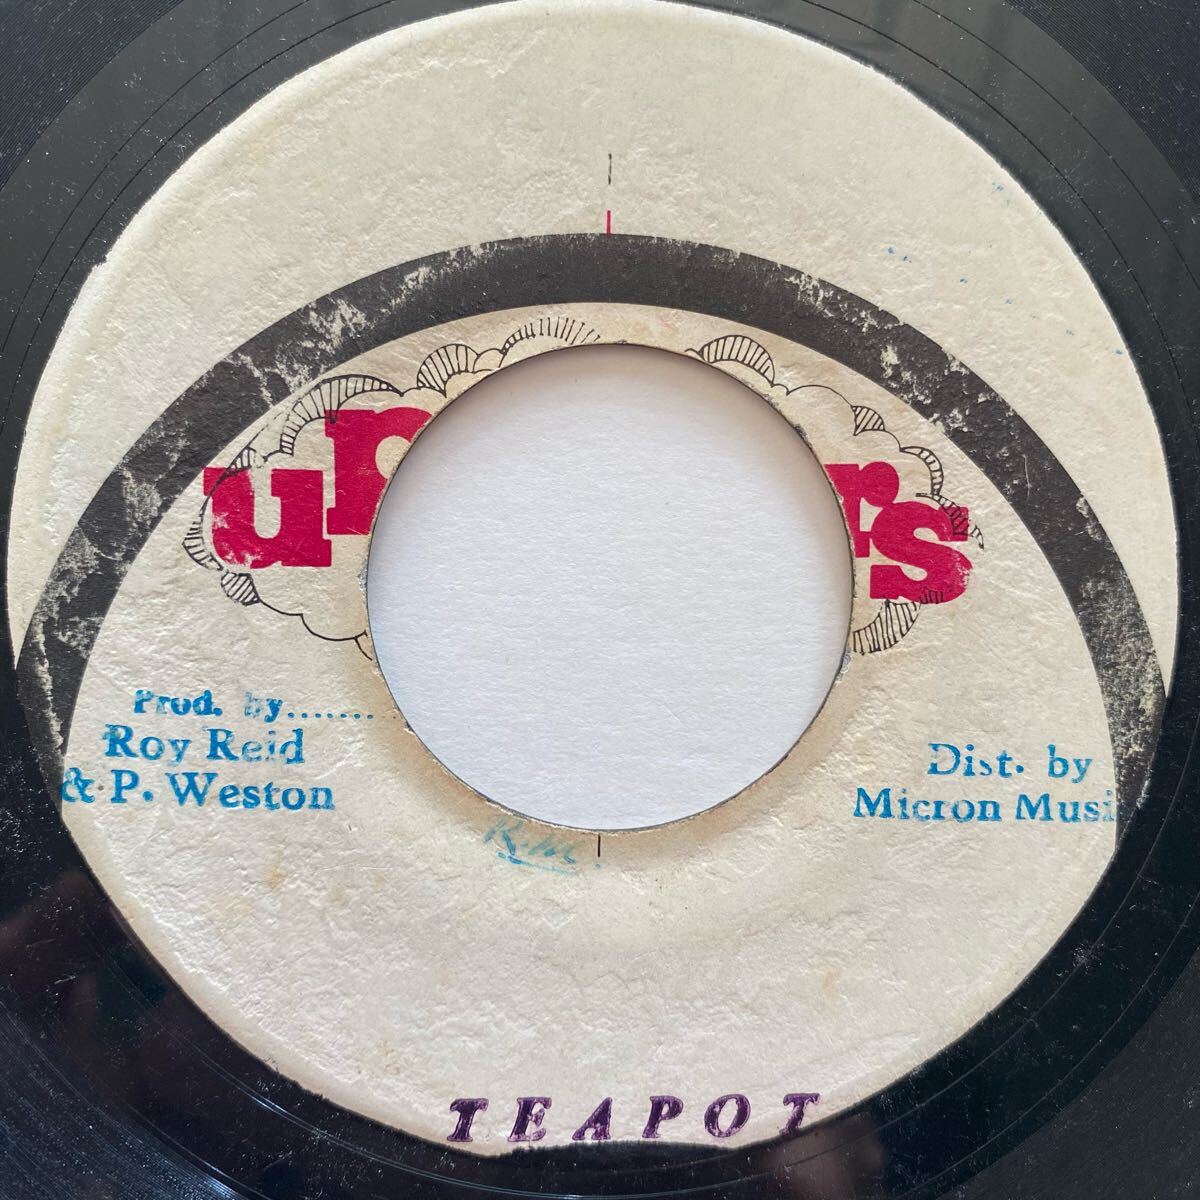 Prod. by.......
Roy Reid
& P. Weston
Dist. by
Micron Musi
R.M.
TEAPOT